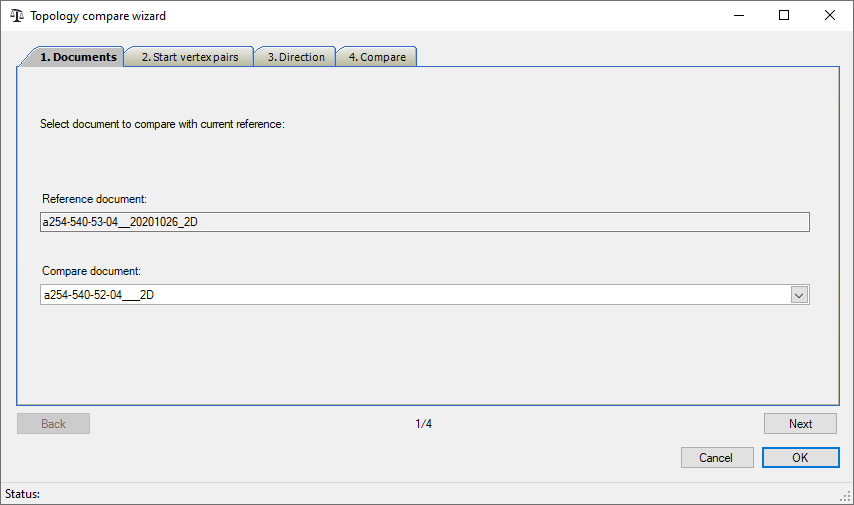 Topology compare wizard
1. Documents 2. Start vertex pairs 3. Direction 4. Compare
Select document to compare with current reference:
Reference document:
a254-540-53-04__20201026_2D
Compare document:
a254-540-52-04___2D
Back 1/4 Next
Cancel OK
Status: